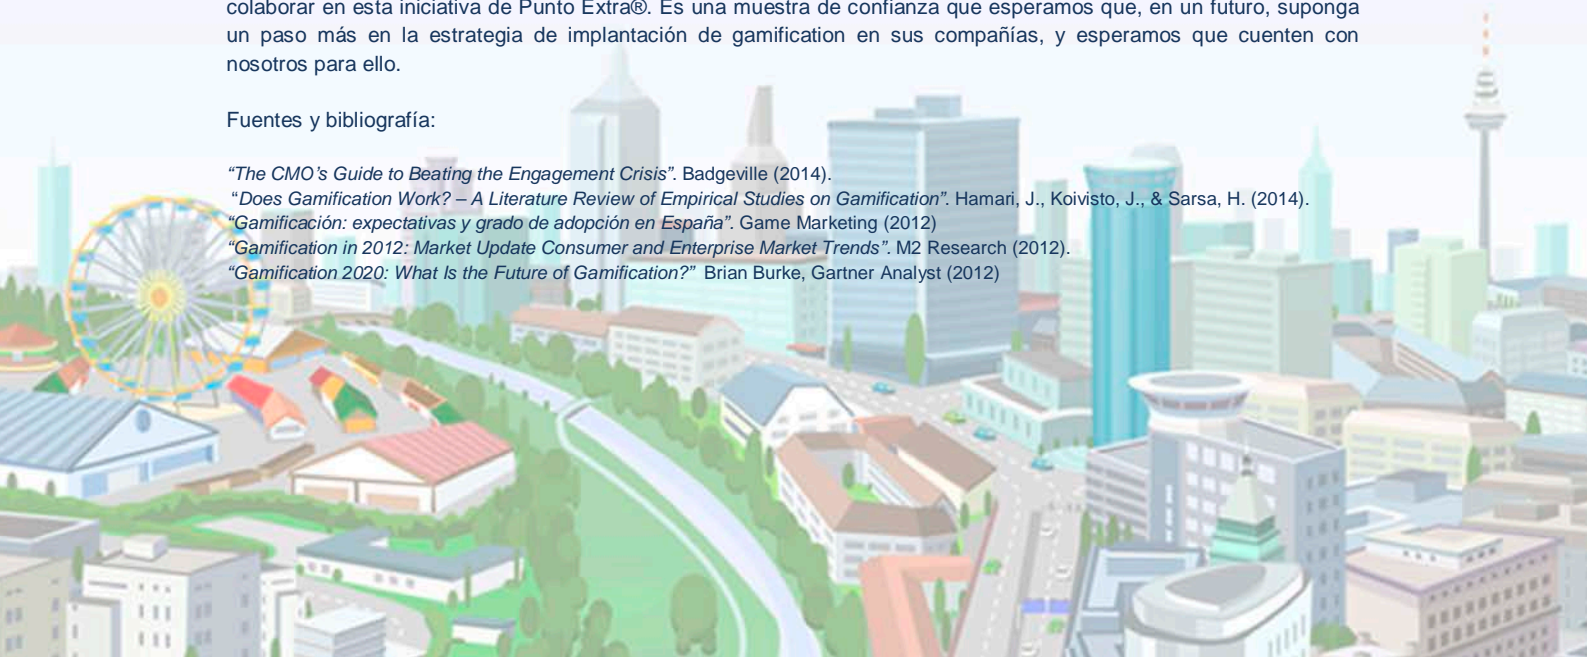 colaborar en esta iniciativa de Punto Extra®. Es una muestra de confianza que esperamos que, en un futuro, suponga
un paso más en la estrategia de implantación de gamification en sus compañías, y esperamos que cuenten con
nosotros para ello.
Fuentes y bibliografía:
“The CMO’s Guide to Beating the Engagement Crisis”. Badgeville (2014).
“Does Gamification Work? – A Literature Review of Empirical Studies on Gamification”. Hamari, J., Koivisto, J., & Sarsa, H. (2014).
“Gamificación: expectativas y grado de adopción en España”. Game Marketing (2012)
“Gamification in 2012: Market Update Consumer and Enterprise Market Trends”. M2 Research (2012).
“Gamification 2020: What Is the Future of Gamification?” Brian Burke, Gartner Analyst (2012)